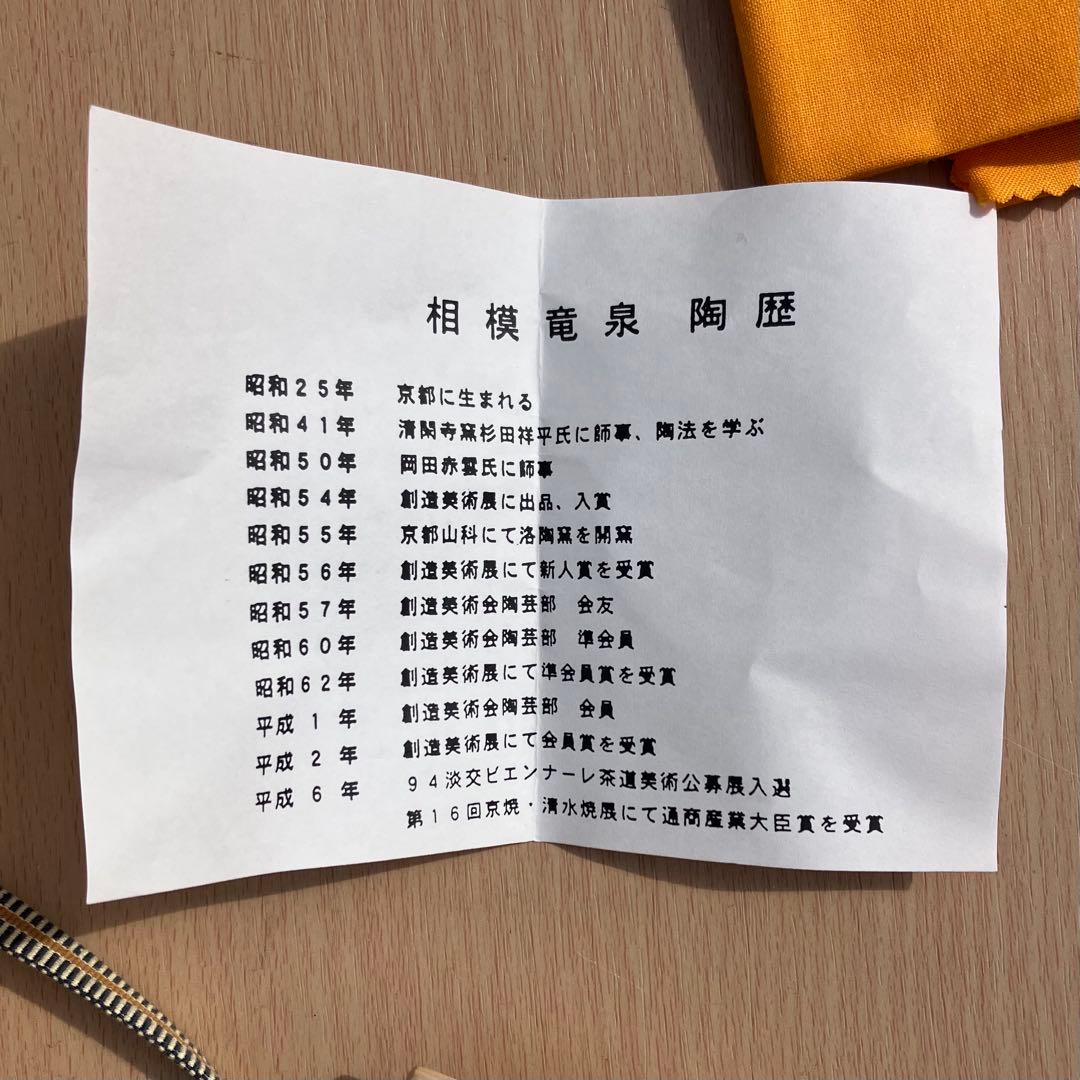 相模竜泉 陶歴
昭和25年 京都に生まれる
昭和41年 清閑寺窯杉田祥平氏に師事、陶法を学ぶ
昭和50年 岡田赤雲氏に師事
昭和54年 創造美術展に出品、入賞
昭和55年 京都山科にて洛陶窯を開窯
昭和56年 創造美術展にて新人賞を受賞
昭和57年 創造美術会陶芸部 会友
昭和60年 創造美術会陶芸部 準会員
昭和62年 創造美術展にて準会員賞を受賞
平成1年 創造美術会陶芸部 会員
平成2年 創造美術展にて会員賞を受賞
平成6年 94淡交ビエンナーレ茶道美術公募展入選
第16回京焼・清水焼展にて通商産業大臣賞を受賞